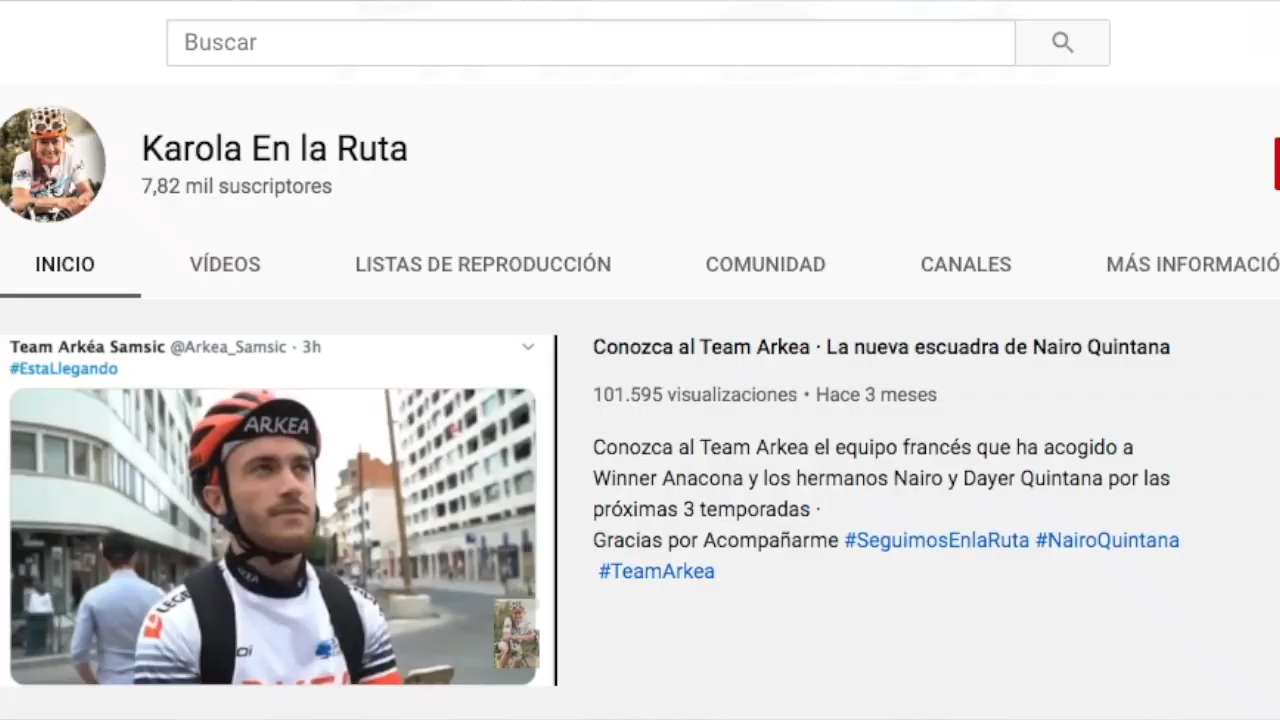 Buscar
Karola En la Ruta
7,82 mil suscriptores
INICIO VÍDEOS LISTAS DE REPRODUCCIÓN COMUNIDAD CANALES MÁS INFORMACIÓ
Team Arkéa Samsic @Arkea_Samsic · 3h
#EstaLlegando
ARKEA
Conozca al Team Arkea · La nueva escuadra de Nairo Quintana
101.595 visualizaciones • Hace 3 meses
Conozca al Team Arkea el equipo francés que ha acogido a
Winner Anacona y los hermanos Nairo y Dayer Quintana por las
próximas 3 temporadas ·
Gracias por Acompañarme #SeguimosEnlaRuta #NairoQuintana
#TeamArkea